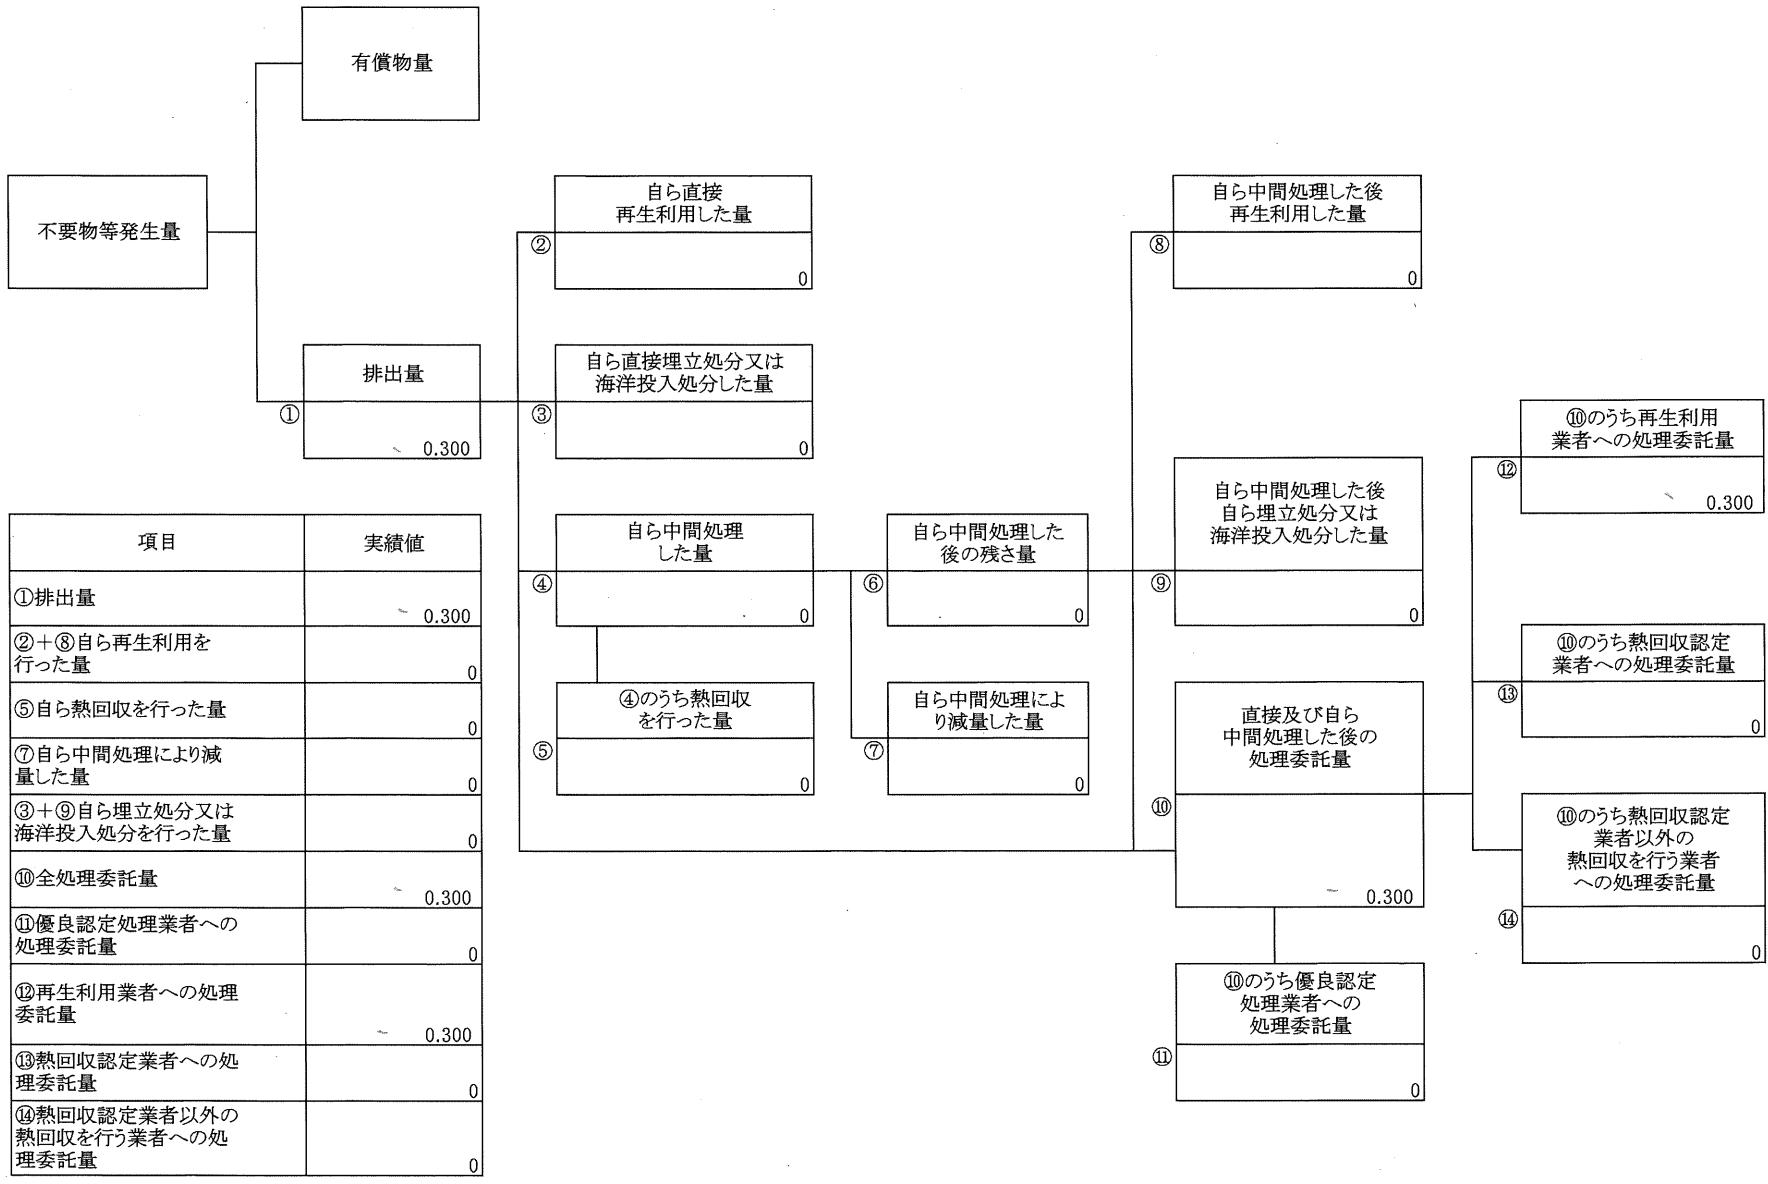 有償物量
不要物等発生量
排出量
①
0.300
自ら直接
再生利用した量
②
0
自ら直接埋立処分又は
海洋投入処分した量
③
0
自ら中間処理
した量
④
0
④のうち熱回収
を行った量
⑤
0
自ら中間処理した
後の残さ量
⑥
0
自ら中間処理によ
り減量した量
⑦
0
自ら中間処理した後
再生利用した量
⑧
0
自ら中間処理した後
自ら埋立処分又は
海洋投入処分した量
⑨
0
直接及び自ら
中間処理した後の
処理委託量
⑩
0.300
⑩のうち優良認定
処理業者への
処理委託量
⑪
0
⑩のうち再生利用
業者への処理委託量
⑫
0.300
⑩のうち熱回収認定
業者への処理委託量
⑬
0
⑩のうち熱回収認定
業者以外の
熱回収を行う業者
への処理委託量
⑭
0
項目 実績値
①排出量
0.300
②+⑧自ら再生利用を
行った量
0
⑤自ら熱回収を行った量
0
⑦自ら中間処理により減
量した量
0
③+⑨自ら埋立処分又は
海洋投入処分を行った量
0
⑩全処理委託量
0.300
⑪優良認定処理業者への
処理委託量
0
⑫再生利用業者への処理
委託量
0.300
⑬熱回収認定業者への処
理委託量
0
⑭熱回収認定業者以外の
熱回収を行う業者への処
理委託量
0